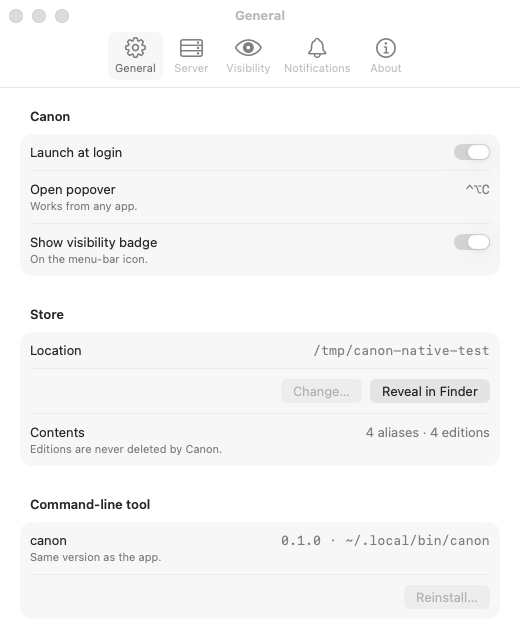 General
General
Server
Visibility
Notifications
About
Canon
Launch at login
Open popover
^⌥C
Works from any app.
Show visibility badge
On the menu-bar icon.
Store
Location
/tmp/canon-native-test
Change...
Reveal in Finder
Contents
4 aliases · 4 editions
Editions are never deleted by Canon.
Command-line tool
canon
0.1.0 · ~/.local/bin/canon
Same version as the app.
Reinstall...